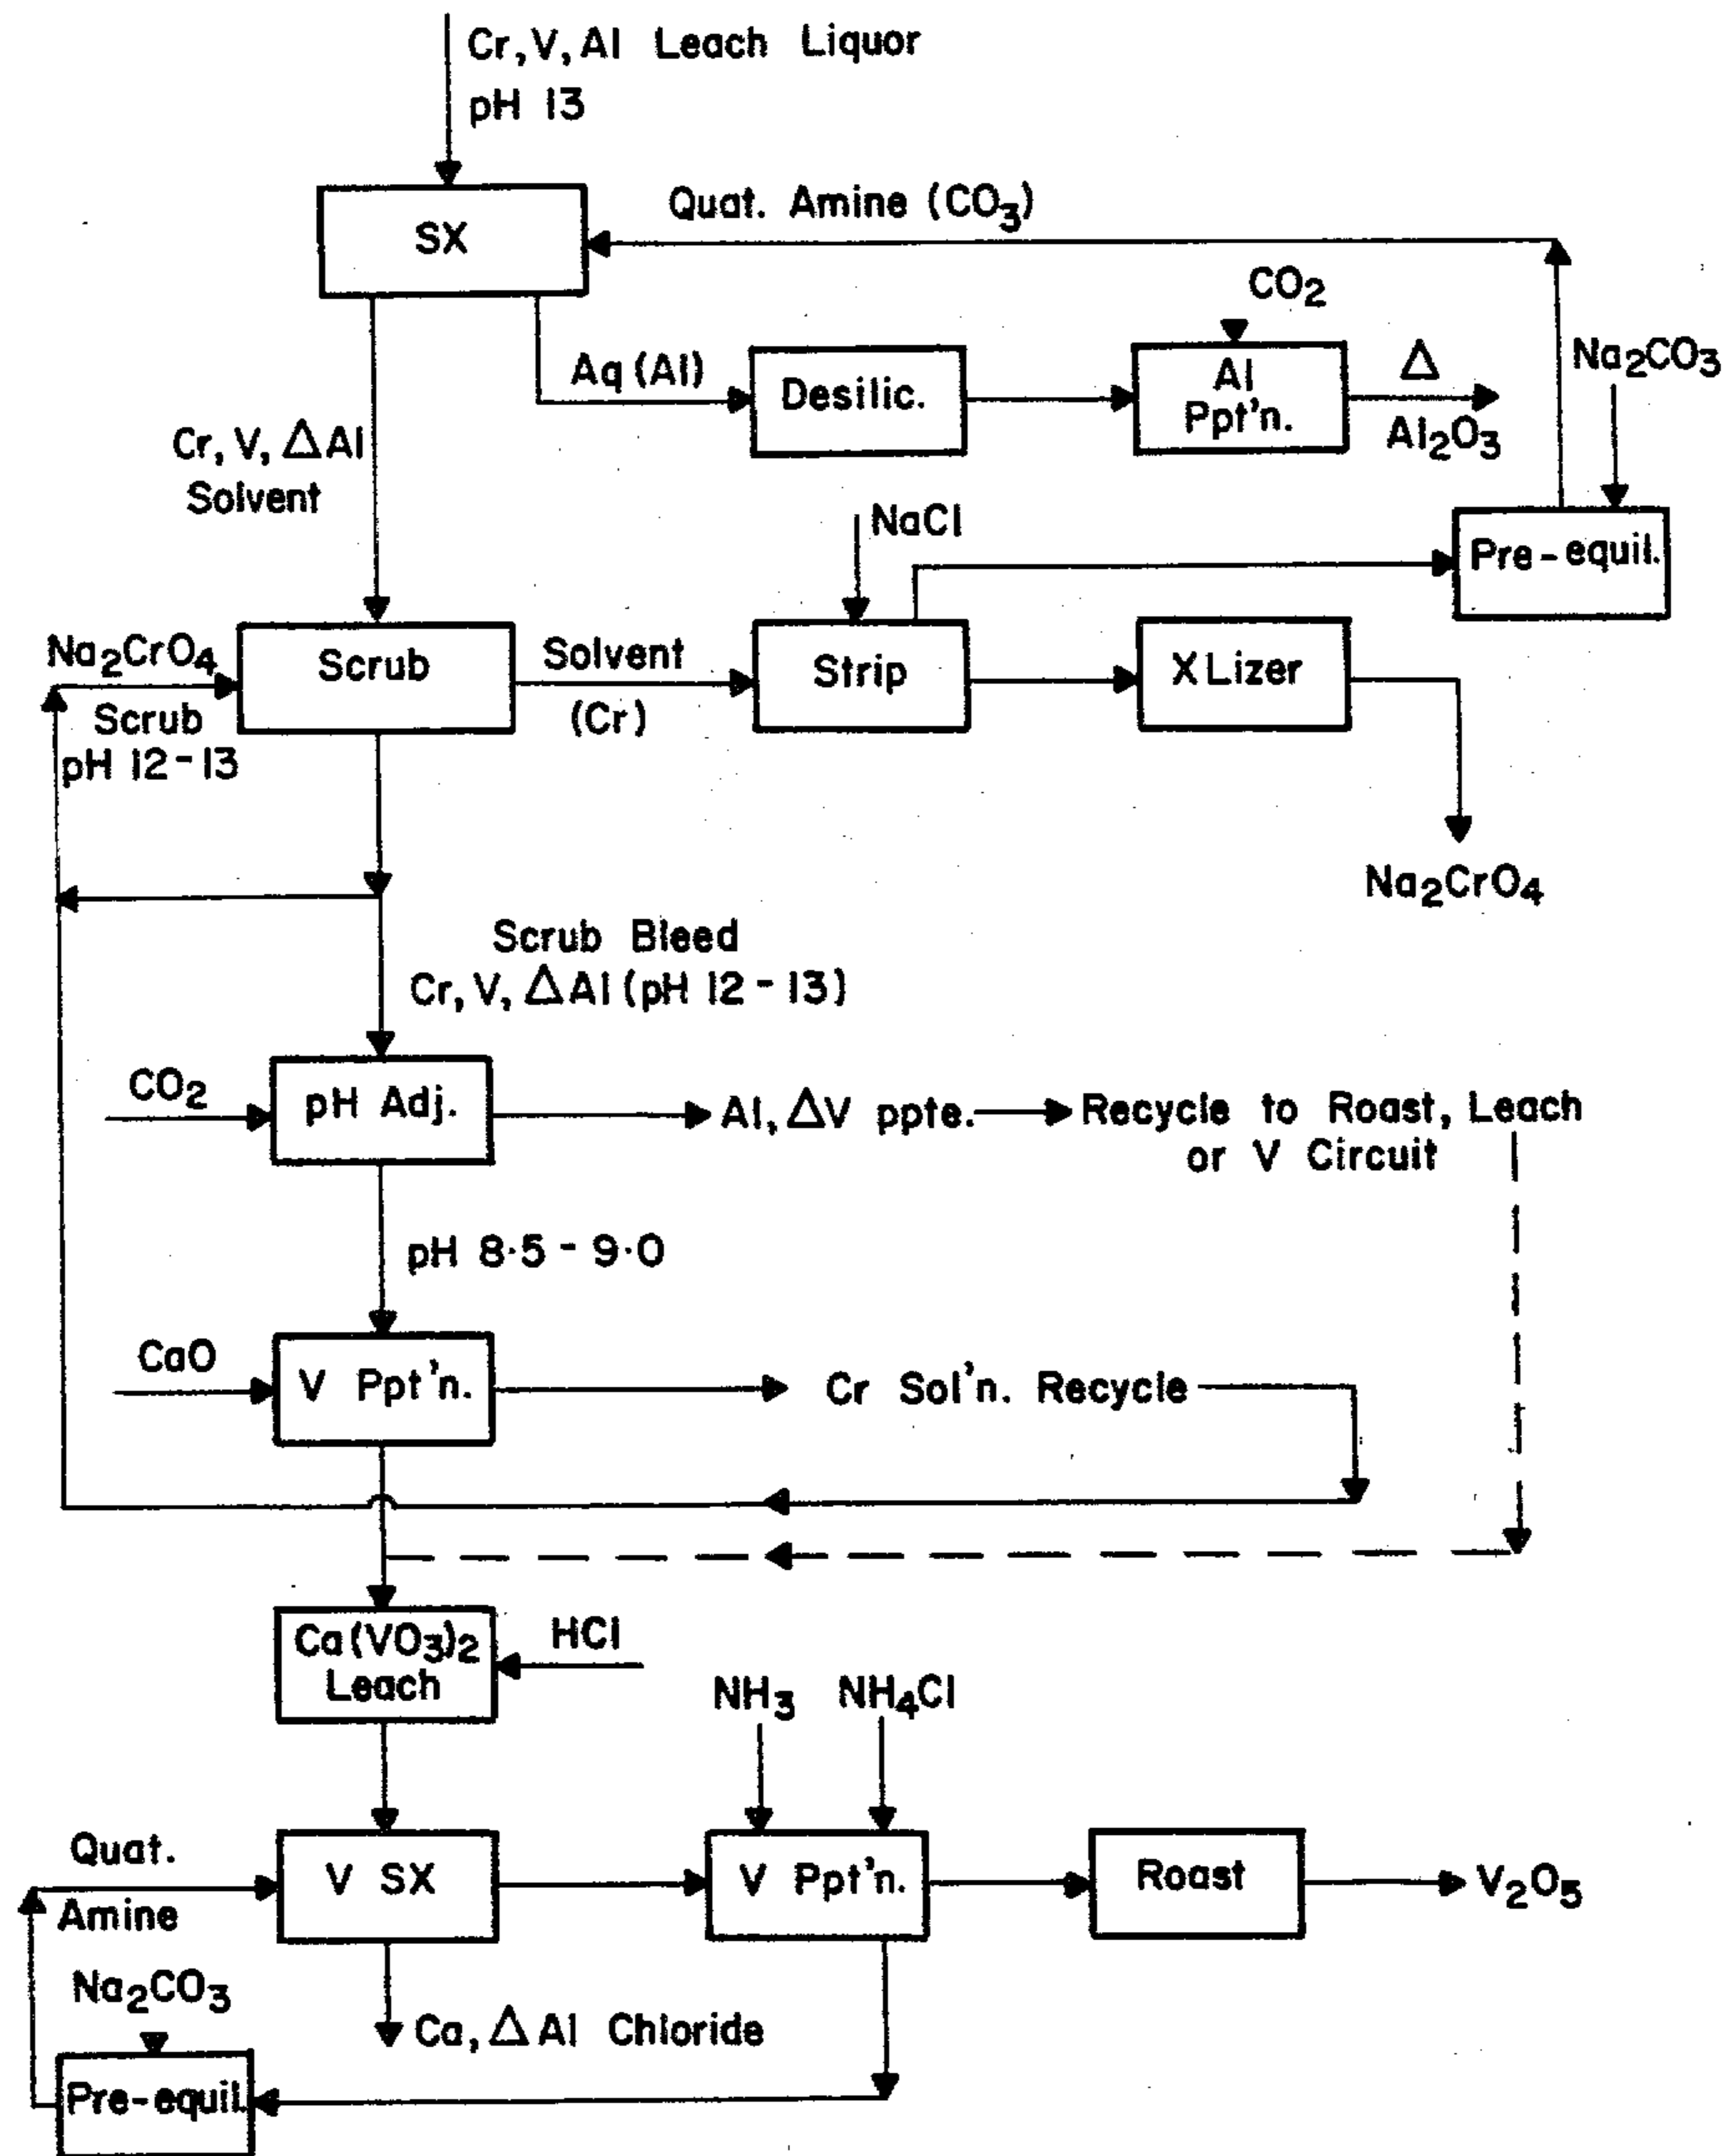 Cr, V, Al Leach Liquor
pH 13
SX
Quat. Amine (CO3)
CO2
Aq (Al)
Desilic.
Al
Ppt'n.
Δ
Al2O3
Na2CO3
Cr, V, ΔAl
Solvent
NaCl
Pre-equil.
Na2CrO4
Scrub
pH 12-13
Scrub
Solvent
(Cr)
Strip
XLizer
Na2CrO4
Scrub Bleed
Cr, V, ΔAl (pH 12-13)
CO2
pH Adj.
Al, ΔV ppte.
Recycle to Roast, Leach
or V Circuit
pH 8·5 - 9·0
CaO
V Ppt'n.
Cr Sol'n. Recycle
Ca(VO3)2
Leach
HCl
NH3
NH4Cl
Quat.
Amine
V SX
V Ppt'n.
Roast
V2O5
Na2CO3
Ca, ΔAl Chloride
Pre-equil.